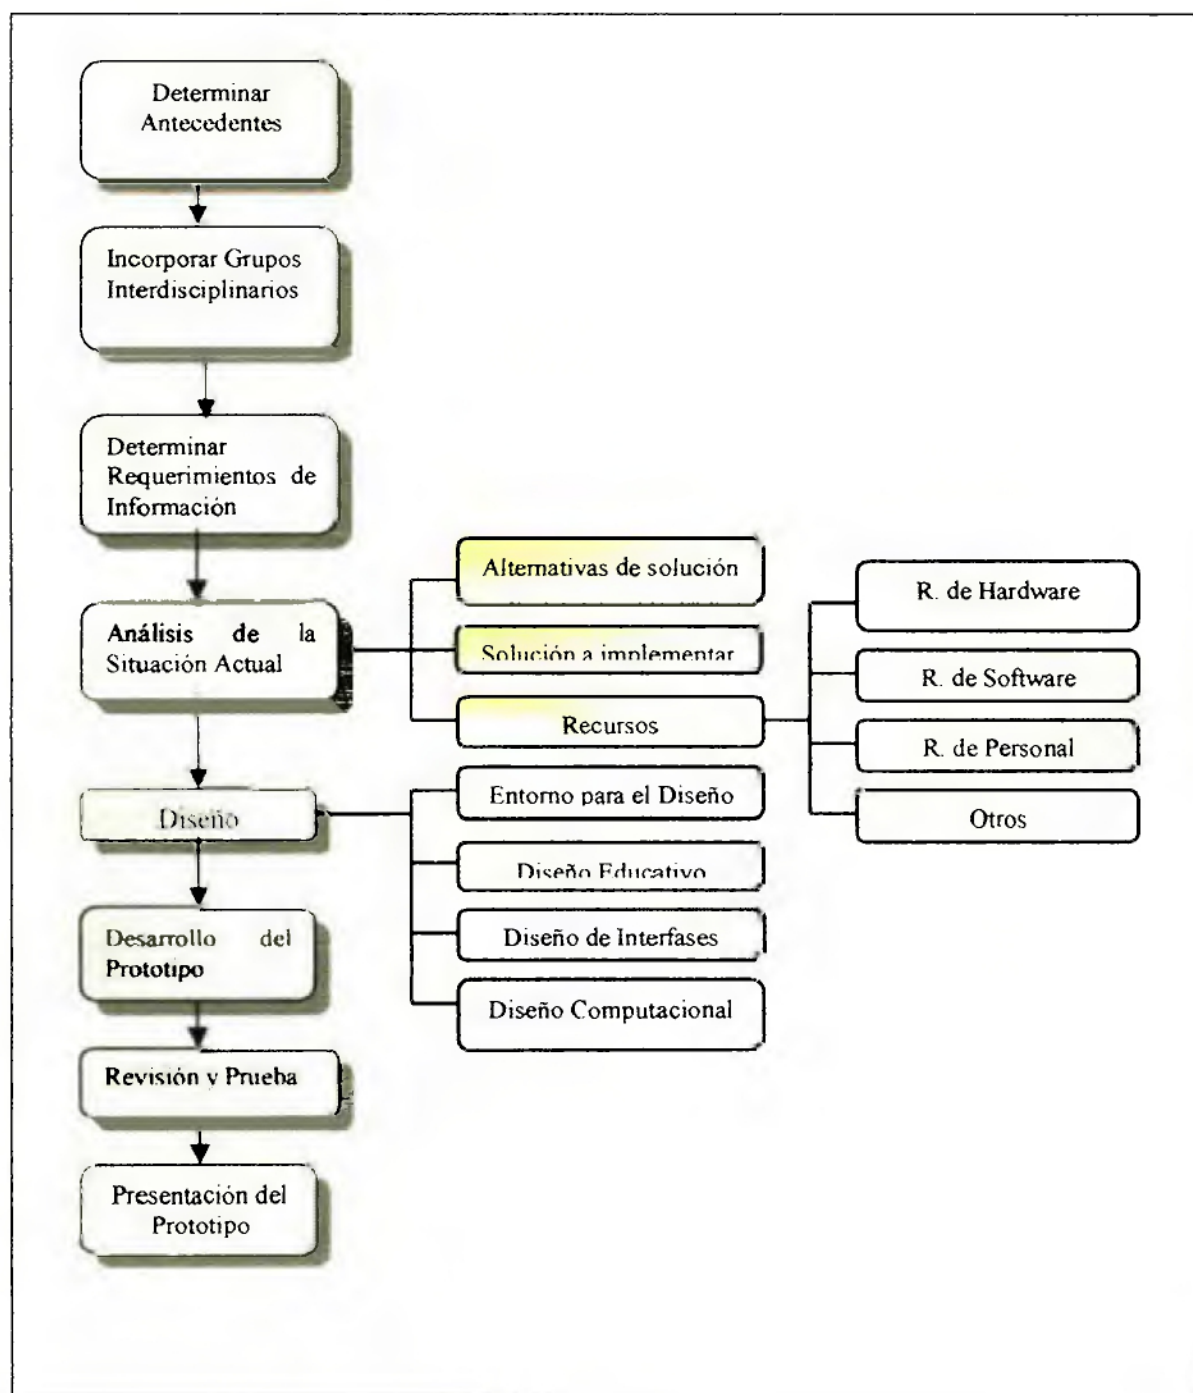 Determinar
Antecedentes
Incorporar Grupos
Interdisciplinarios
Determinar
Requerimientos de
Información
Análisis de la
Situación Actual
Alternativas de solución
Solución a implementar
Recursos
R. de Hardware
R. de Software
R. de Personal
Otros
Diseño
Entorno para el Diseño
Diseño Educativo
Diseño de Interfases
Diseño Computacional
Desarrollo del
Prototipo
Revisión y Prueba
Presentación del
Prototipo